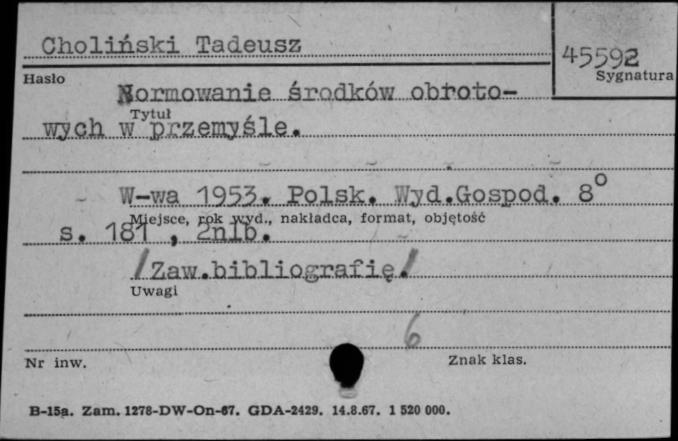 Choliński Tadeusz
45592
Hasło
Sygnatura
Normowanie środków obroto-
Tytuł
wych w przemyśle.
W-wa 1953. Polsk. Wyd.Gospod. 8°
Miejsce, rok wyd., nakładca, format, objętość
s. 181 , 2nlb.
/Zaw.bibliografię./
Uwagi
6
Nr inw.
Znak klas.
B-15a. Zam. 1278-DW-On-67. GDA-2429. 14.8.67. 1 520 000.